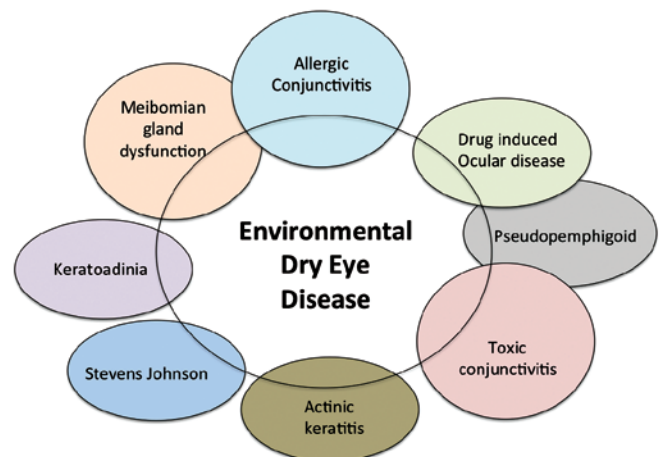 Allergic
Conjunctivitis
Meibomian
gland
dysfunction
Drug induced
Ocular disease
Environmental
Dry Eye
Disease
Pseudopemphigoid
Keratoadinia
Toxic
conjunctivitis
Stevens Johnson
Actinic
keratitis